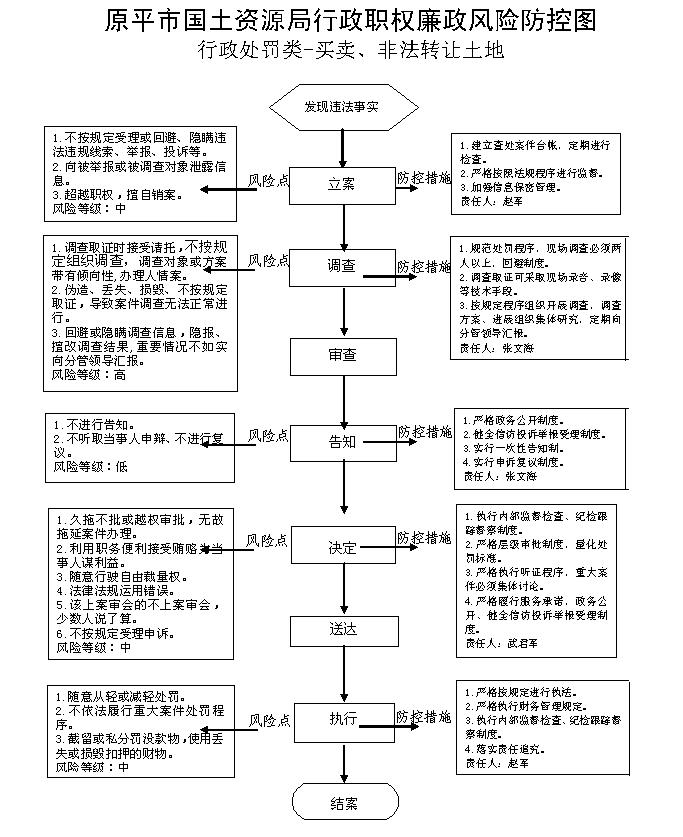 原平市国土资源局行政职权廉政风险防控图
行政处罚类-买卖、非法转让土地
发现违法事实
1.不按规定受理或回避、隐瞒违
法违规线索、举报、投诉等。
2.向被举报或被调查对象泄露信
息。
3.超越职权,擅自销案。
风险等级:中
风险点
立案
防控措施
1.建立查处案件台帐,定期进行
检查。
2.严格按照法规程序进行监督。
3.加强信息保密管理。
责任人:赵军
1.调查取证时接受请托,不按规
定组织调查,调查对象或方案
带有倾向性,办理人情案。
2.伪造、丢失、损毁、不按规定
取证,导致案件调查无法正常进
行。
3.回避或隐瞒调查信息,隐报、
擅改调查结果,重要情况不如实
向分管领导汇报。
风险等级:高
风险点
调查
防控措施
1.规范处罚程序,现场调查必须两
人以上,回避制度。
2.调查取证可采取现场录音、录像
等技术手段。
3.按规定程序组织开展调查,调查
方案、进展组织集体研究,定期向
分管领导汇报。
责任人:张文海
审查
1.不进行告知。
2.不听取当事人申辩、不进行复
议。
风险等级:低
风险点
告知
防控措施
1.严格政务公开制度。
2.健全信访投诉举报受理制度。
3.实行一次性告知制。
4.实行申诉复议制度。
责任人:张文海
1.久拖不批或越权审批,无故
拖延案件办理。
2.利用职务便利接受贿赂为当
事人谋利益。
3.随意行驶自由裁量权。
4.法律法规运用错误。
5.该上案审会的不上案审会,
少数人说了算。
6.不按规定受理申诉。
风险等级:中
风险点
决定
防控措施
1.执行内部监督检查、纪检跟
踪督察制度。
2.严格层级审批制度,量化处
罚标准。
3.严格执行听证程序,重大案
件必须集体讨论。
4.严格履行服务承诺,政务公
开、健全信访投诉举报受理制
度。
责任人:武君军
送达
1.随意从轻或减轻处罚。
2.不依法履行重大案件处罚程
序。
3.截留或私分罚没款物,使用丢
失或损毁扣押的财物。
风险等级:中
风险点
执行
防控措施
1.严格按规定进行执法。
2.严格执行财务管理规定。
3.执行内部监督检查、纪检跟踪督
察制度。
4.落实责任追究。
责任人:赵军
结案